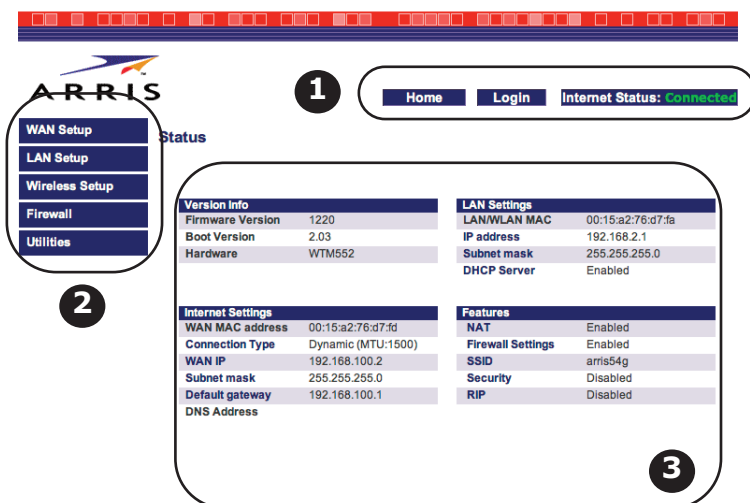 ARRIS
1
Home Login Internet Status: Connected
WAN Setup
LAN Setup
Wireless Setup
Firewall
Utilities
2
Status
Version Info
Firmware Version 1220
Boot Version 2.03
Hardware WTM552
LAN Settings
LAN/WLAN MAC 00:15:a2:76:d7:fa
IP address 192.168.2.1
Subnet mask 255.255.255.0
DHCP Server Enabled
Internet Settings
WAN MAC address 00:15:a2:76:d7:fd
Connection Type Dynamic (MTU:1500)
WAN IP 192.168.100.2
Subnet mask 255.255.255.0
Default gateway 192.168.100.1
DNS Address
Features
NAT Enabled
Firewall Settings Enabled
SSID arris54g
Security Disabled
RIP Disabled
3